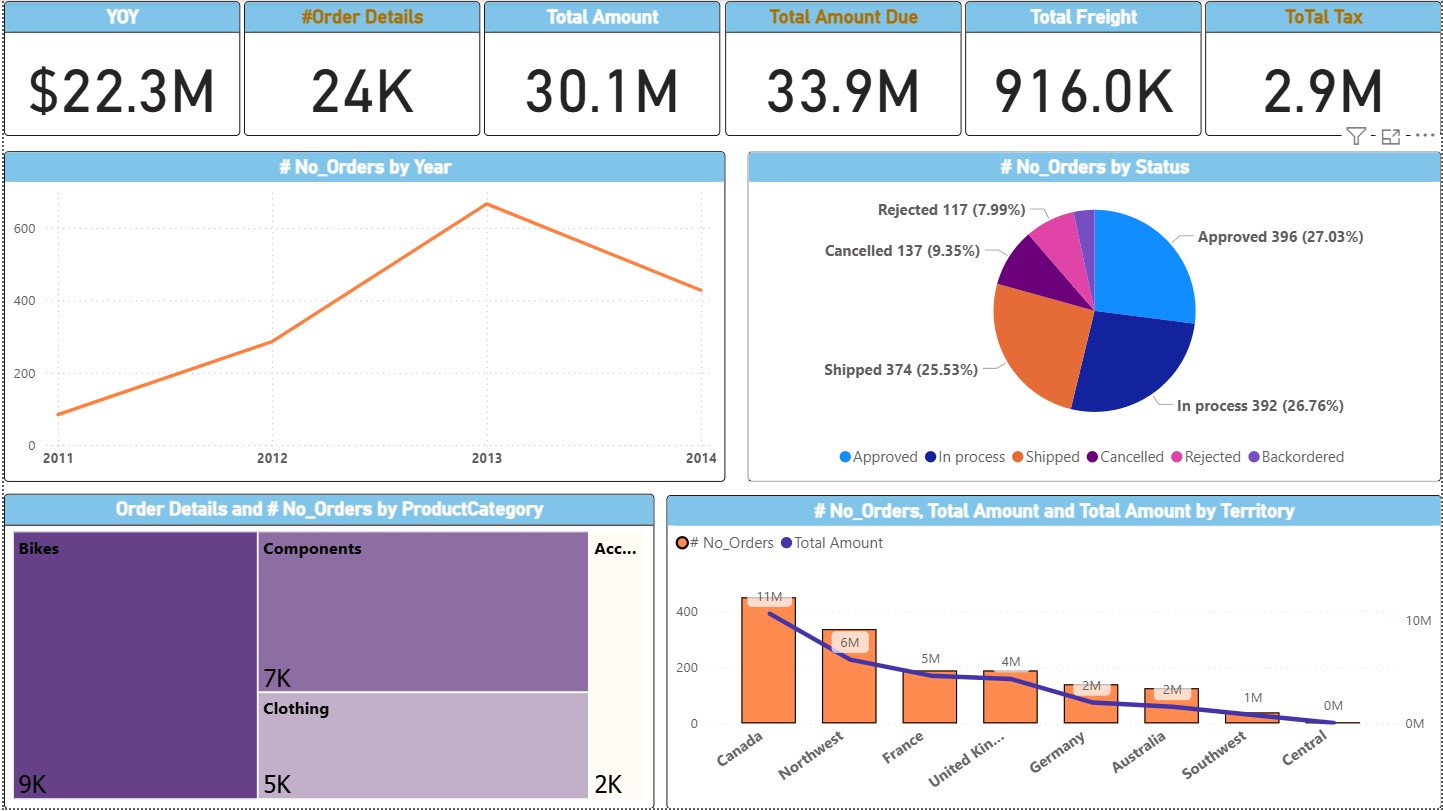 YOY
$22.3M
#Order Details
24K
Total Amount
30.1M
Total Amount Due
33.9M
Total Freight
916.0K
ToTal Tax
2.9M
# No_Orders by Year
600
400
200
0
2011 2012 2013 2014
# No_Orders by Status
Rejected 117 (7.99%)
Approved 396 (27.03%)
Cancelled 137 (9.35%)
Shipped 374 (25.53%)
In process 392 (26.76%)
Approved In process Shipped Cancelled Rejected Backordered
Order Details and # No_Orders by ProductCategory
Bikes
9K
Components
7K
Clothing
5K
Acc...
2K
# No_Orders, Total Amount and Total Amount by Territory
# No_Orders Total Amount
400
200
0
11M
6M
5M
4M
2M
2M
1M
0M
10M
0M
Canada
Northwest
France
United Kin...
Germany
Australia
Southwest
Central